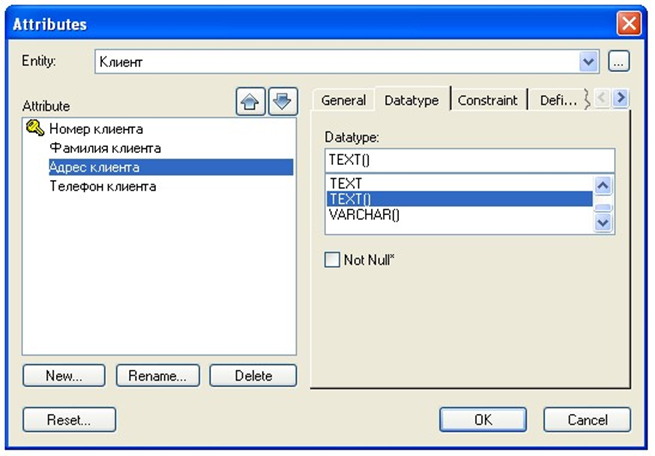 Attributes
Entity: Клиент ...
Attribute
Номер клиента
Фамилия клиента
Адрес клиента
Телефон клиента
New... Rename... Delete
General Datatype Constraint Defi...
Datatype:
TEXT()
TEXT
TEXT()
VARCHAR()
Not Null*
Reset... OK Cancel